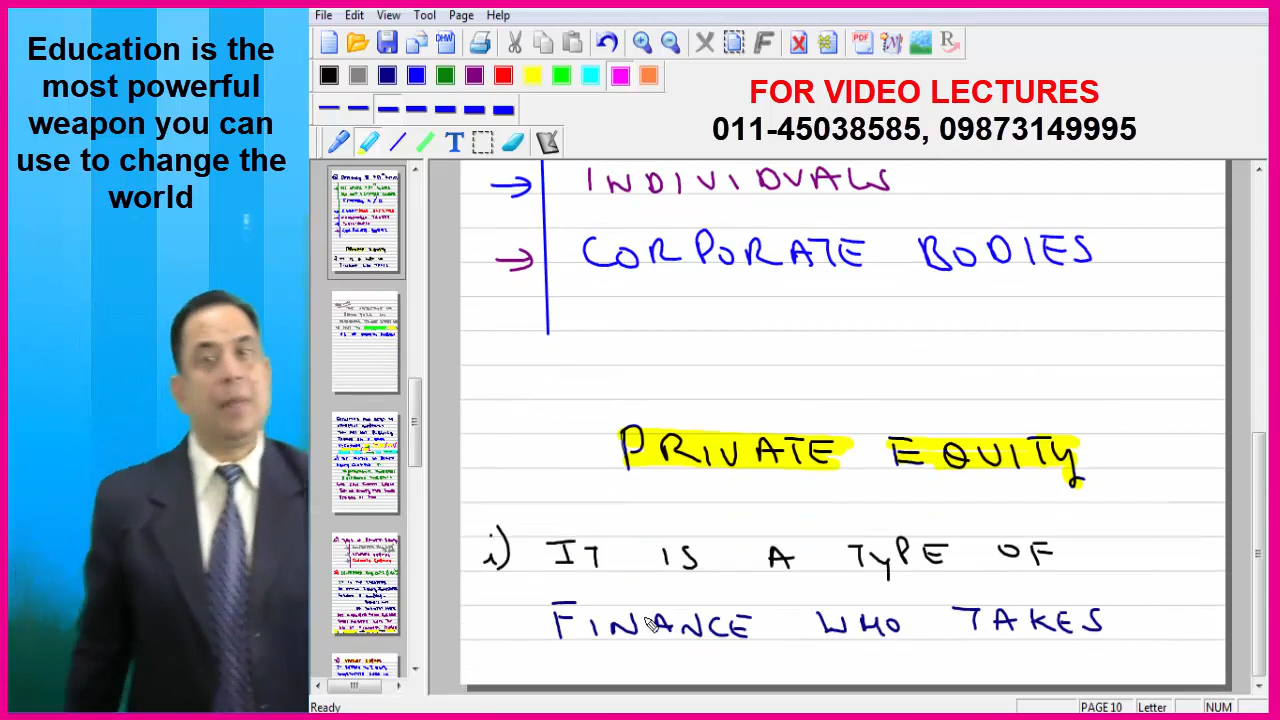 Education is the
most powerful
weapon you can
use to change the
world
File Edit View Tool Page Help
FOR VIDEO LECTURES
011-45038585, 09873149995
INDIVIDUALS
CORPORATE BODIES
PRIVATE EQUITY
i) IT IS A TYPE OF
FINANCE WHO TAKES
Ready
PAGE 10 Letter NUM